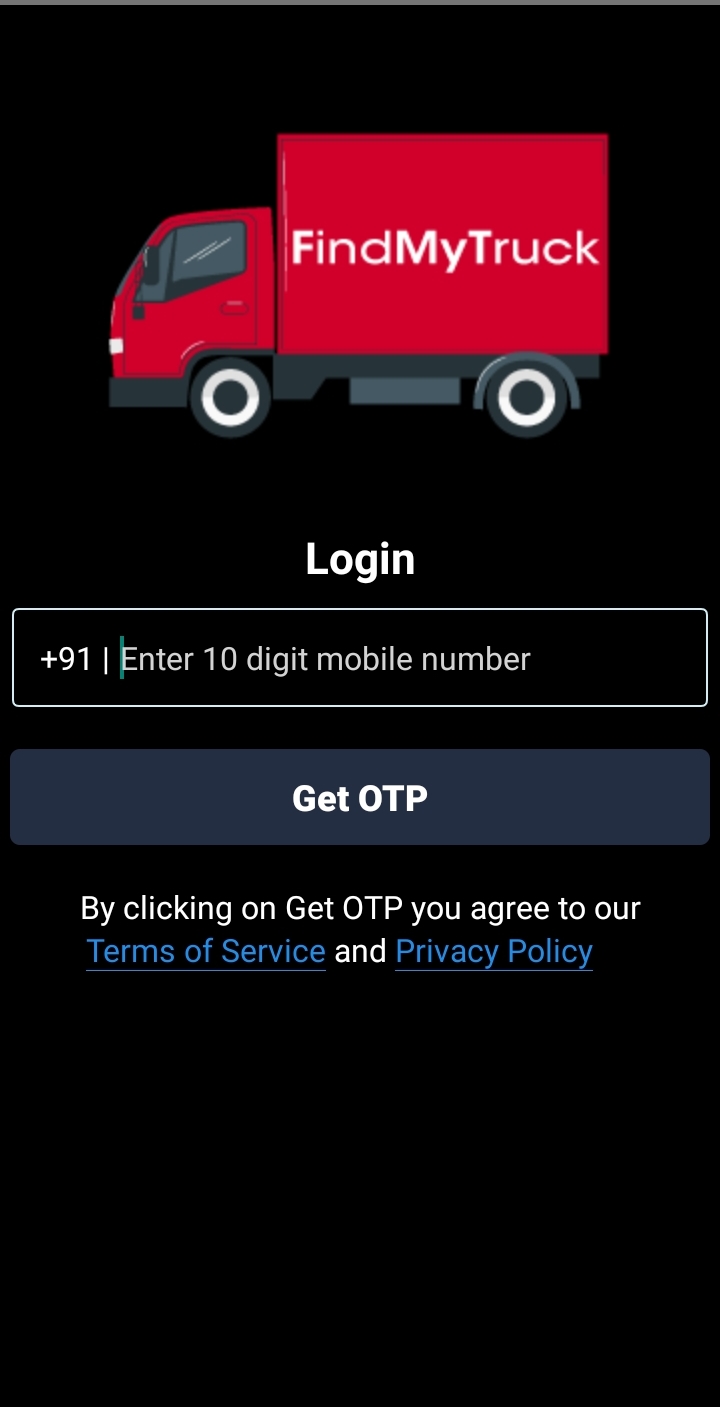 FindMyTruck
Login
+91 | Enter 10 digit mobile number
Get OTP
By clicking on Get OTP you agree to our
Terms of Service and Privacy Policy